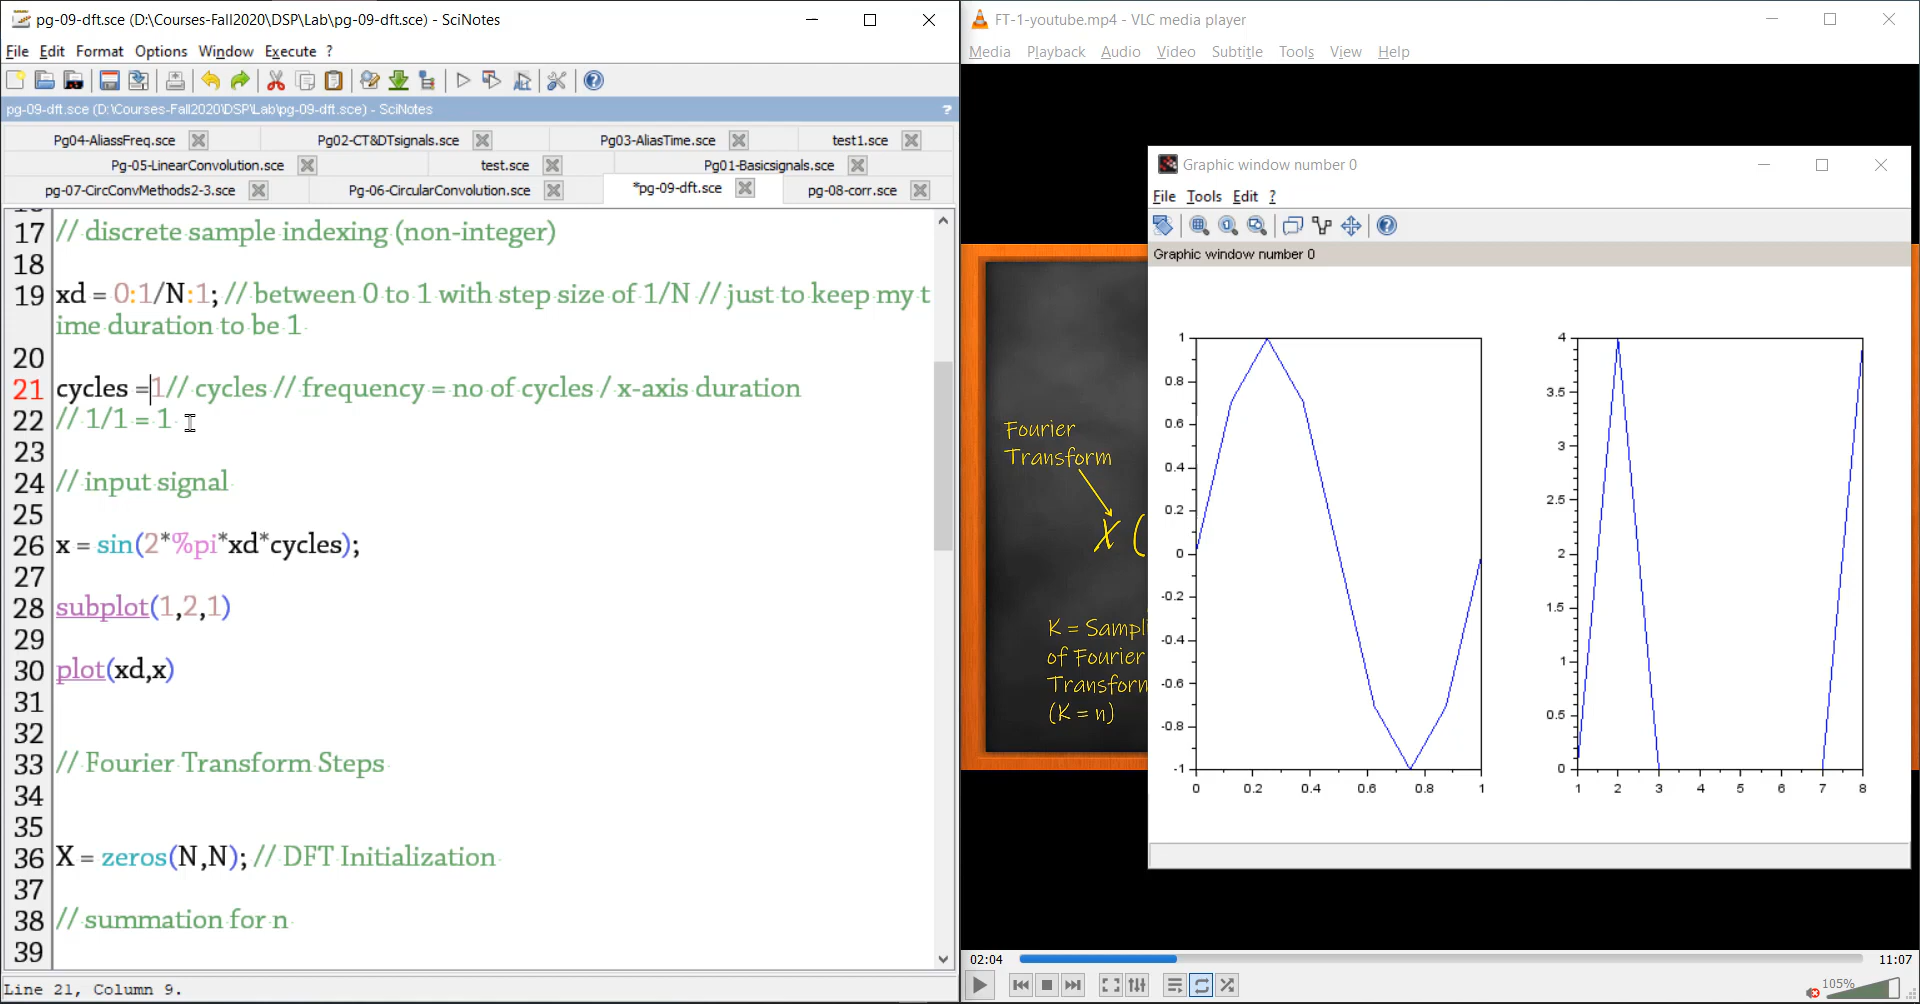 pg-09-dft.sce (D:\Courses-Fall2020\DSP\Lab\pg-09-dft.sce) - SciNotes
File Edit Format Options Window Execute ?
pg-09-dft.sce (D:\Courses-Fall2020\DSP\Lab\pg-09-dft.sce) - SciNotes ?
Pg04-AliassFreq.sce Pg02-CT&DTsignals.sce Pg03-AliasTime.sce test1.sce
Pg-05-LinearConvolution.sce test.sce Pg01-Basicsignals.sce
pg-07-CircConvMethods2-3.sce Pg-06-CircularConvolution.sce *pg-09-dft.sce pg-08-corr.sce
17 // discrete sample indexing (non-integer)
18
19 xd = 0:1/N:1; // between 0 to 1 with step size of 1/N // just to keep my t
ime duration to be 1
20
21 cycles =1// cycles // frequency = no of cycles / x-axis duration
22 // 1/1 = 1
23
24 // input signal
25
26 x = sin(2*%pi*xd*cycles);
27
28 subplot(1,2,1)
29
30 plot(xd,x)
31
32
33 // Fourier Transform Steps
34
35
36 X = zeros(N,N); // DFT Initialization
37
38 // summation for n
39
Line 21, Column 9.
FT-1-youtube.mp4 - VLC media player
Media Playback Audio Video Subtitle Tools View Help
Fourier
Transform
X (
K = Sampli
of Fourier
Transform
(K = n)
Graphic window number 0
File Tools Edit ?
Graphic window number 0
1
0.8
0.6
0.4
0.2
0
-0.2
-0.4
-0.6
-0.8
-1
0 0.2 0.4 0.6 0.8 1
4
3.5
3
2.5
2
1.5
1
0.5
0
1 2 3 4 5 6 7 8
02:04 11:07
105%